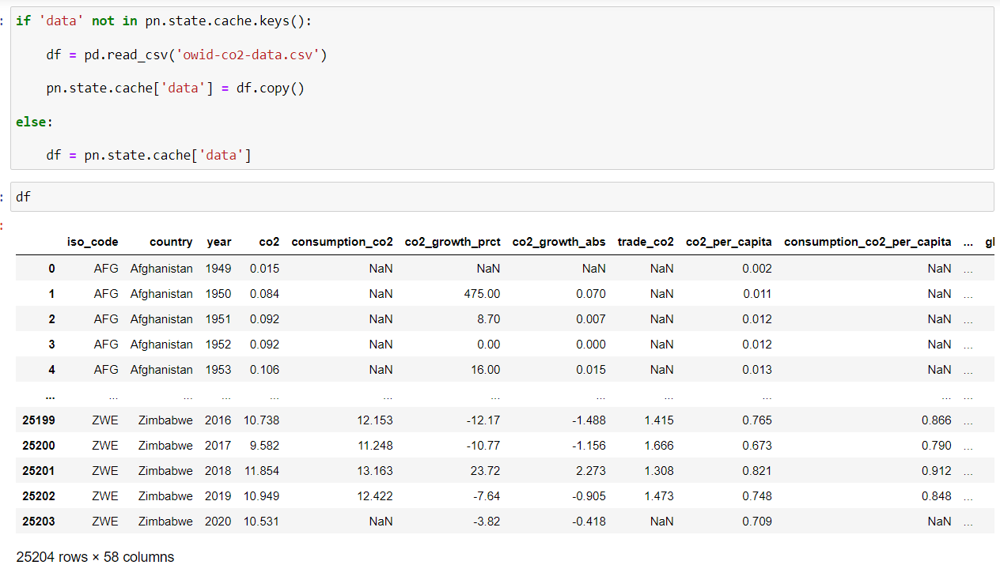 : if 'data' not in pn.state.cache.keys():
df = pd.read_csv('owid-co2-data.csv')
pn.state.cache['data'] = df.copy()
else:
df = pn.state.cache['data']
: df
:
iso_code country year co2 consumption_co2 co2_growth_prct co2_growth_abs trade_co2 co2_per_capita consumption_co2_per_capita ...
0 AFG Afghanistan 1949 0.015 NaN NaN NaN NaN 0.002 NaN ...
1 AFG Afghanistan 1950 0.084 NaN 475.00 0.070 NaN 0.011 NaN ...
2 AFG Afghanistan 1951 0.092 NaN 8.70 0.007 NaN 0.012 NaN ...
3 AFG Afghanistan 1952 0.092 NaN 0.00 0.000 NaN 0.012 NaN ...
4 AFG Afghanistan 1953 0.106 NaN 16.00 0.015 NaN 0.013 NaN ...
... ... ... ... ... ... ... ... ... ... ... ...
25199 ZWE Zimbabwe 2016 10.738 12.153 -12.17 -1.488 1.415 0.765 0.866 ...
25200 ZWE Zimbabwe 2017 9.582 11.248 -10.77 -1.156 1.666 0.673 0.790 ...
25201 ZWE Zimbabwe 2018 11.854 13.163 23.72 2.273 1.308 0.821 0.912 ...
25202 ZWE Zimbabwe 2019 10.949 12.422 -7.64 -0.905 1.473 0.748 0.848 ...
25203 ZWE Zimbabwe 2020 10.531 NaN -3.82 -0.418 NaN 0.709 NaN ...
25204 rows × 58 columns